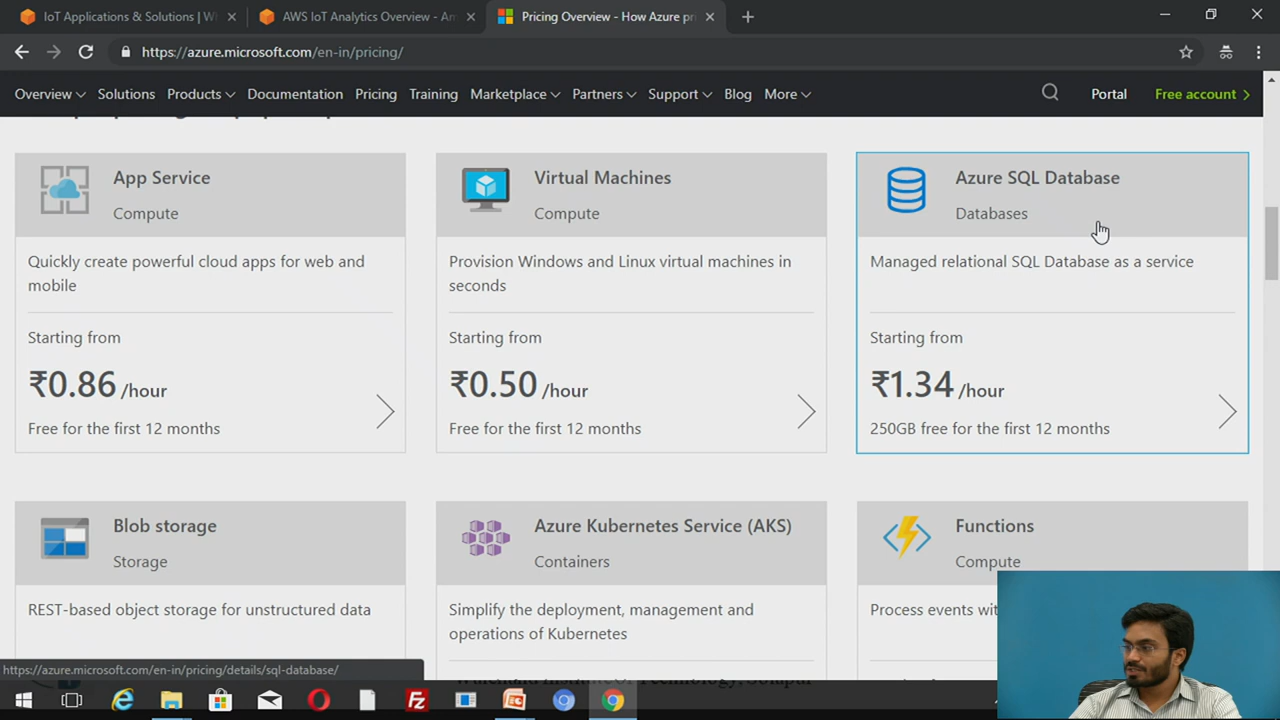 IoT Applications & Solutions | W
AWS IoT Analytics Overview - Am
Pricing Overview - How Azure pri
https://azure.microsoft.com/en-in/pricing/
Overview
Solutions
Products
Documentation
Pricing
Training
Marketplace
Partners
Support
Blog
More
Portal
Free account
App Service
Compute
Quickly create powerful cloud apps for web and
mobile
Starting from
₹0.86 /hour
Free for the first 12 months
Virtual Machines
Compute
Provision Windows and Linux virtual machines in
seconds
Starting from
₹0.50 /hour
Free for the first 12 months
Azure SQL Database
Databases
Managed relational SQL Database as a service
Starting from
₹1.34 /hour
250GB free for the first 12 months
Blob storage
Storage
REST-based object storage for unstructured data
Azure Kubernetes Service (AKS)
Containers
Simplify the deployment, management and
operations of Kubernetes
Functions
Compute
Process events wit
https://azure.microsoft.com/en-in/pricing/details/sql-database/